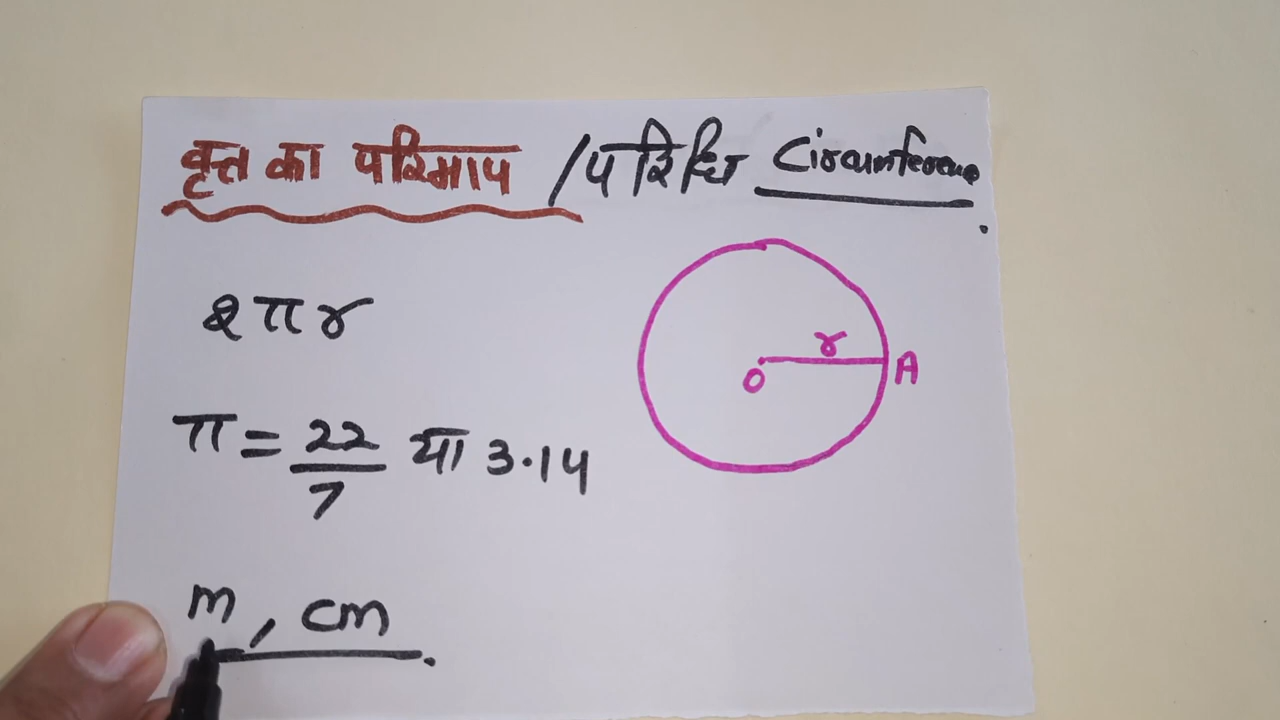 वृत्त का परिमाप /परिधि Circumference.
2πr
r
O
A
π = 22/7 या 3.14
m, cm.